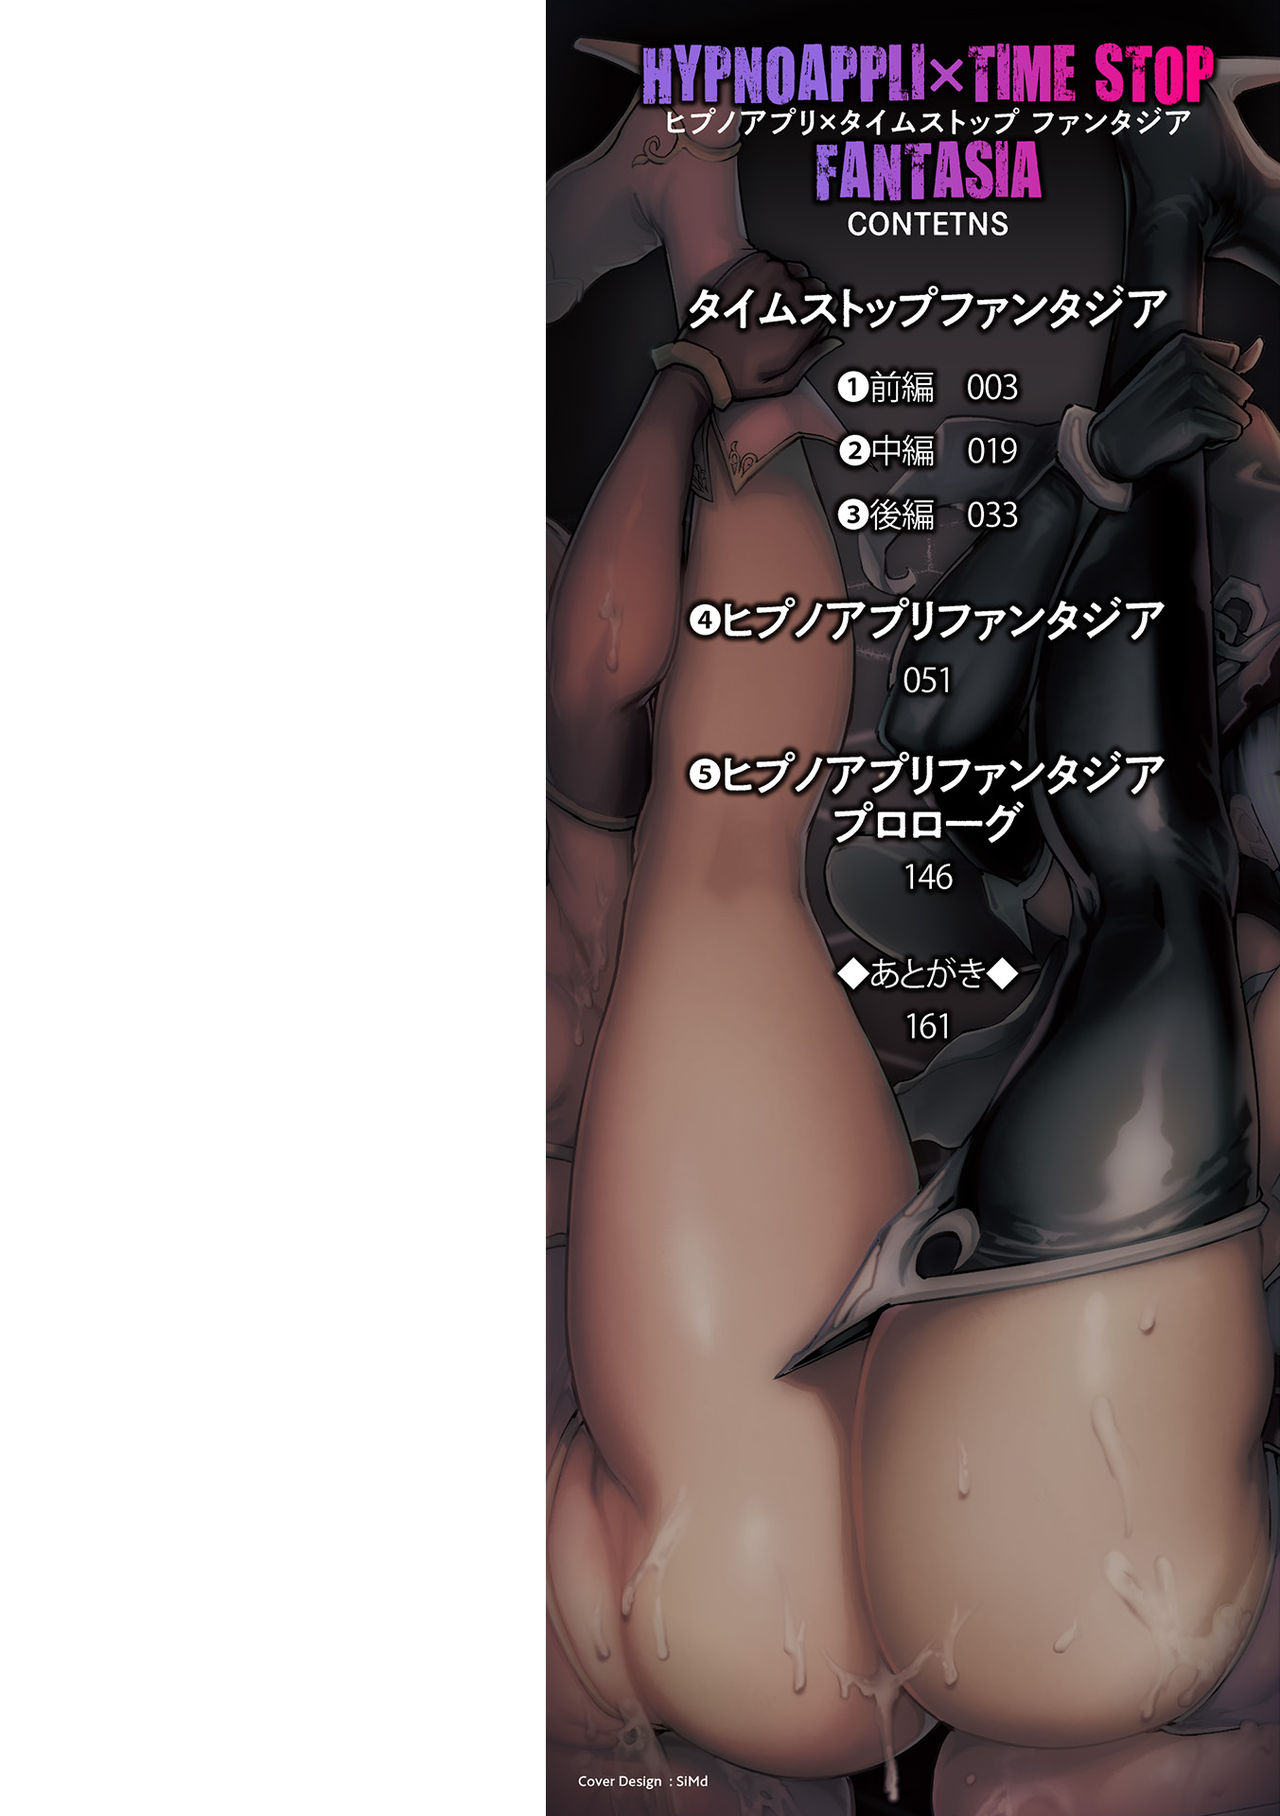 HYPNOAPPLI×TIME STOP
ヒプノアプリ×タイムストップ ファンタジア
FANTASIA
CONTETNS
タイムストップファンタジア
❶前編 003
❷中編 019
❸後編 033
❹ヒプノアプリファンタジア
051
❺ヒプノアプリファンタジア
プロローグ
146
◆あとがき◆
161
Cover Design : SiMd